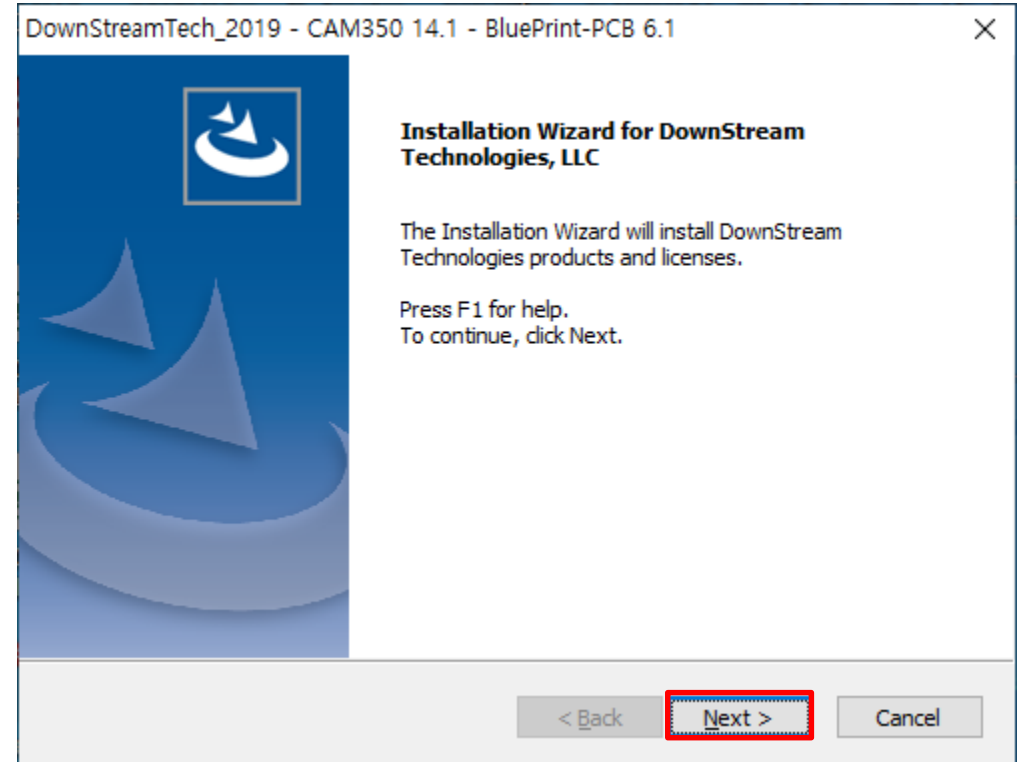 DownStreamTech_2019 - CAM350 14.1 - BluePrint-PCB 6.1
Installation Wizard for DownStream
Technologies, LLC
The Installation Wizard will install DownStream
Technologies products and licenses.
Press F1 for help.
To continue, click Next.
< Back
Next >
Cancel